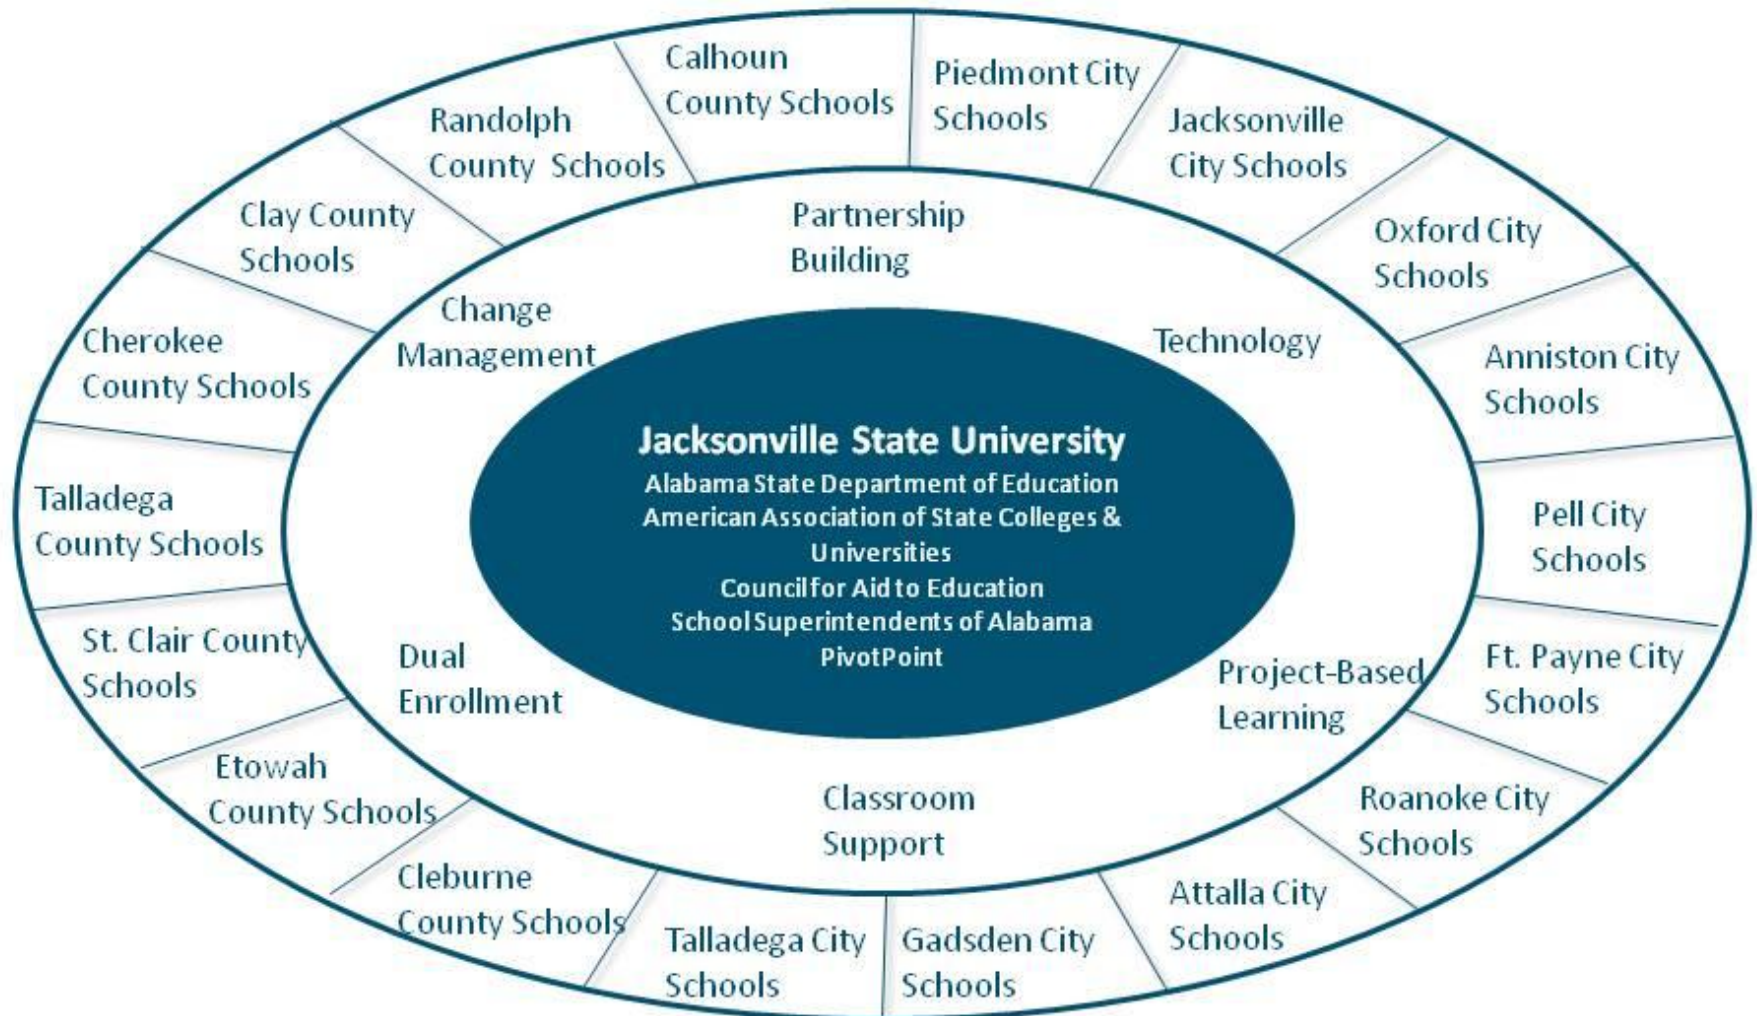 Calhoun
County Schools
Piedmont City
Schools
Jacksonville
City Schools
Oxford City
Schools
Anniston City
Schools
Pell City
Schools
Ft. Payne City
Schools
Roanoke City
Schools
Attalla City
Schools
Gadsden City
Schools
Talladega City
Schools
Cleburne
County Schools
Etowah
County Schools
St. Clair County
Schools
Talladega
County Schools
Cherokee
County Schools
Clay County
Schools
Randolph
County Schools
Partnership
Building
Technology
Project-Based
Learning
Classroom
Support
Dual
Enrollment
Change
Management
Jacksonville State University
Alabama State Department of Education
American Association of State Colleges &
Universities
Council for Aid to Education
School Superintendents of Alabama
PivotPoint